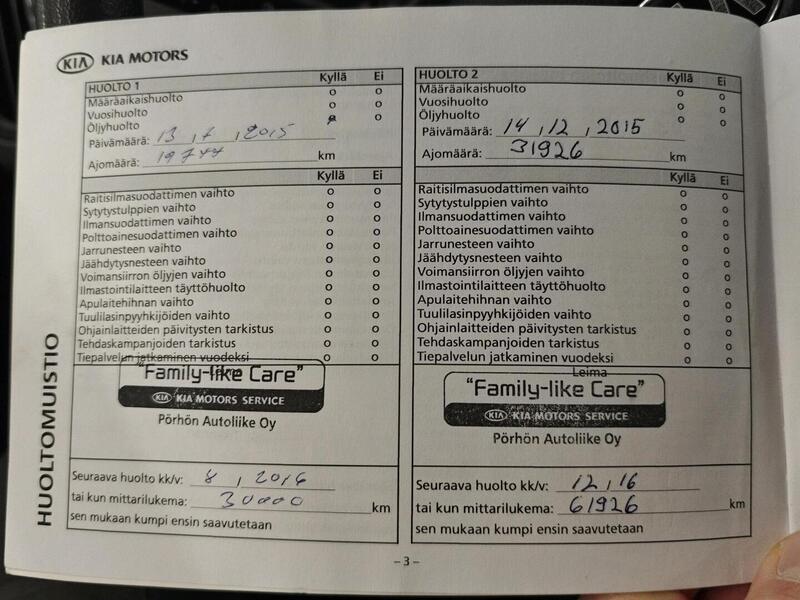 KIA KIA MOTORS
HUOLTO 1 Kyllä Ei
Määräaikaishuolto o o
Vuosihuolto o o
Öljyhuolto o
Päivämäärä: 13, 7, 2015
Ajomäärä: 19777 km
Kyllä Ei
Raitisilmasuodattimen vaihto o o
Sytytystulppien vaihto o o
Ilmansuodattimen vaihto o o
Polttoainesuodattimen vaihto o o
Jarrunesteen vaihto o o
Jäähdytysnesteen vaihto o o
Voimansiirron öljyjen vaihto o o
Ilmastointilaitteen täyttöhuolto o o
Apulaitehihnan vaihto o o
Tuulilasinpyyhkijöiden vaihto o o
Ohjainlaitteiden päivitysten tarkistus o o
Tehdaskampanjoiden tarkistus o o
Tiepalvelun jatkaminen vuodeksi o o
Leima
"Family-like Care"
KIA KIA MOTORS SERVICE
Pörhön Autoliike Oy
Seuraava huolto kk/v: 8, 2016
tai kun mittarilukema: 30000 km
sen mukaan kumpi ensin saavutetaan
HUOLTO 2 Kyllä Ei
Määräaikaishuolto o o
Vuosihuolto o o
Öljyhuolto o o
Päivämäärä: 14, 12, 2015
Ajomäärä: 31926 km
Kyllä Ei
Raitisilmasuodattimen vaihto o o
Sytytystulppien vaihto o o
Ilmansuodattimen vaihto o o
Polttoainesuodattimen vaihto o o
Jarrunesteen vaihto o o
Jäähdytysnesteen vaihto o o
Voimansiirron öljyjen vaihto o o
Ilmastointilaitteen täyttöhuolto o o
Apulaitehihnan vaihto o o
Tuulilasinpyyhkijöiden vaihto o o
Ohjainlaitteiden päivitysten tarkistus o o
Tehdaskampanjoiden tarkistus o o
Tiepalvelun jatkaminen vuodeksi o o
Leima
"Family-like Care"
KIA KIA MOTORS SERVICE
Pörhön Autoliike Oy
Seuraava huolto kk/v: 12, 16
tai kun mittarilukema: 61926 km
sen mukaan kumpi ensin saavutetaan
HUOLTOMUISTIO
– 3 –